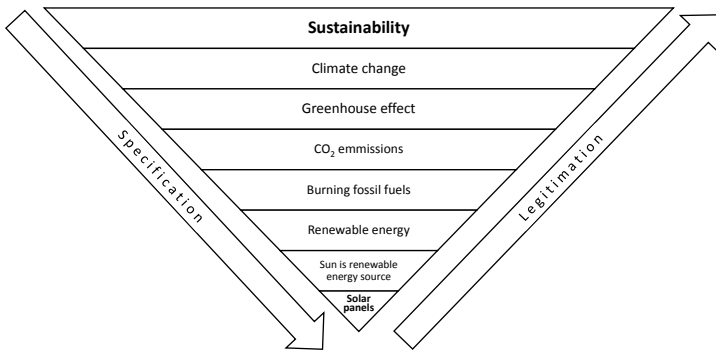 Sustainability
Climate change
Greenhouse effect
CO₂ emmissions
Burning fossil fuels
Renewable energy
Sun is renewable
energy source
Solar
panels
Specification
Legitimation